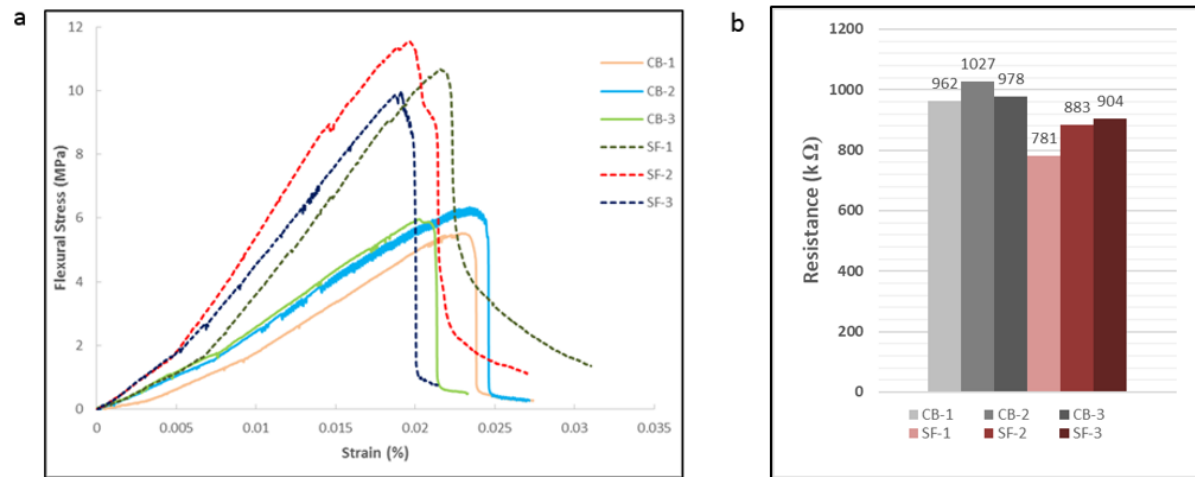 a
12
10
8
6
4
2
0
Flexural Stress (MPa)
0 0.005 0.01 0.015 0.02 0.025 0.03 0.035
Strain (%)
CB-1
CB-2
CB-3
SF-1
SF-2
SF-3
b
1200
1000
800
600
400
200
0
Resistance (k Ω)
962 1027 978 781 883 904
CB-1 CB-2 CB-3
SF-1 SF-2 SF-3